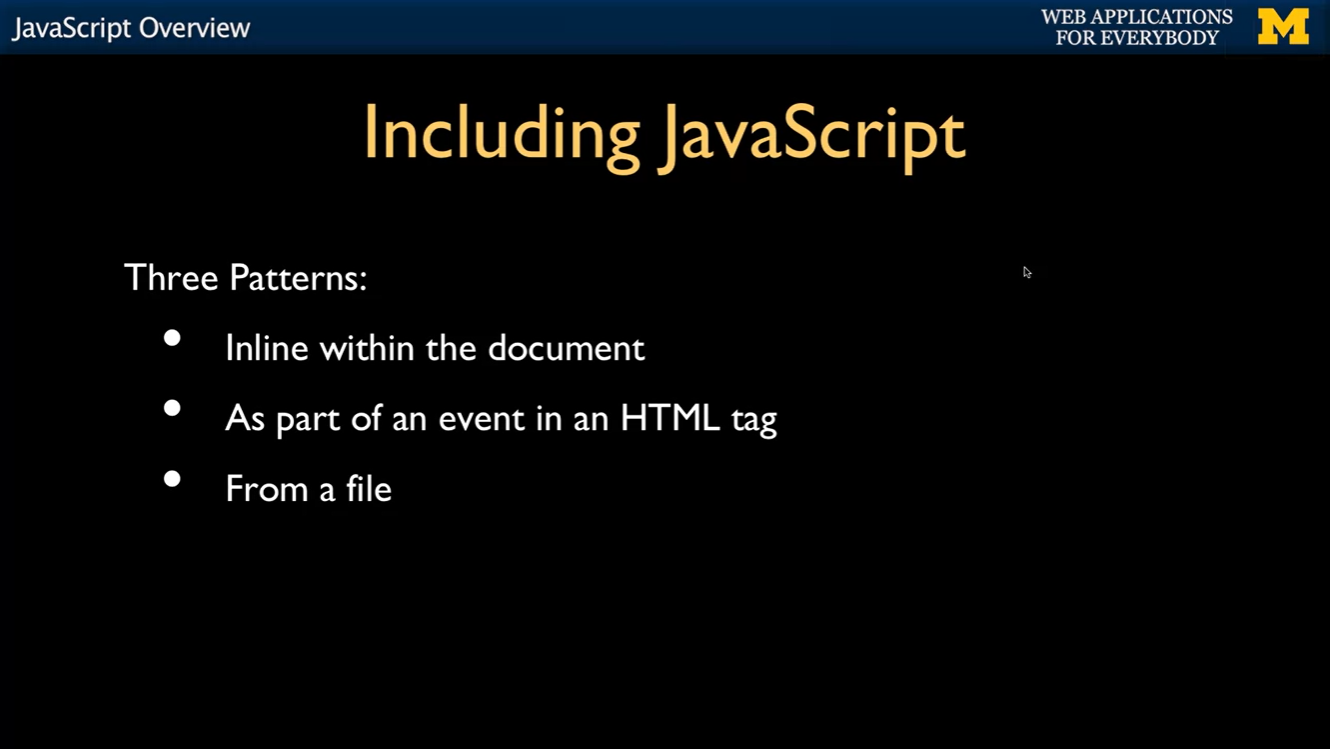 JavaScript Overview
WEB APPLICATIONS
FOR EVERYBODY
M
Including JavaScript
Three Patterns:
• Inline within the document
• As part of an event in an HTML tag
• From a file